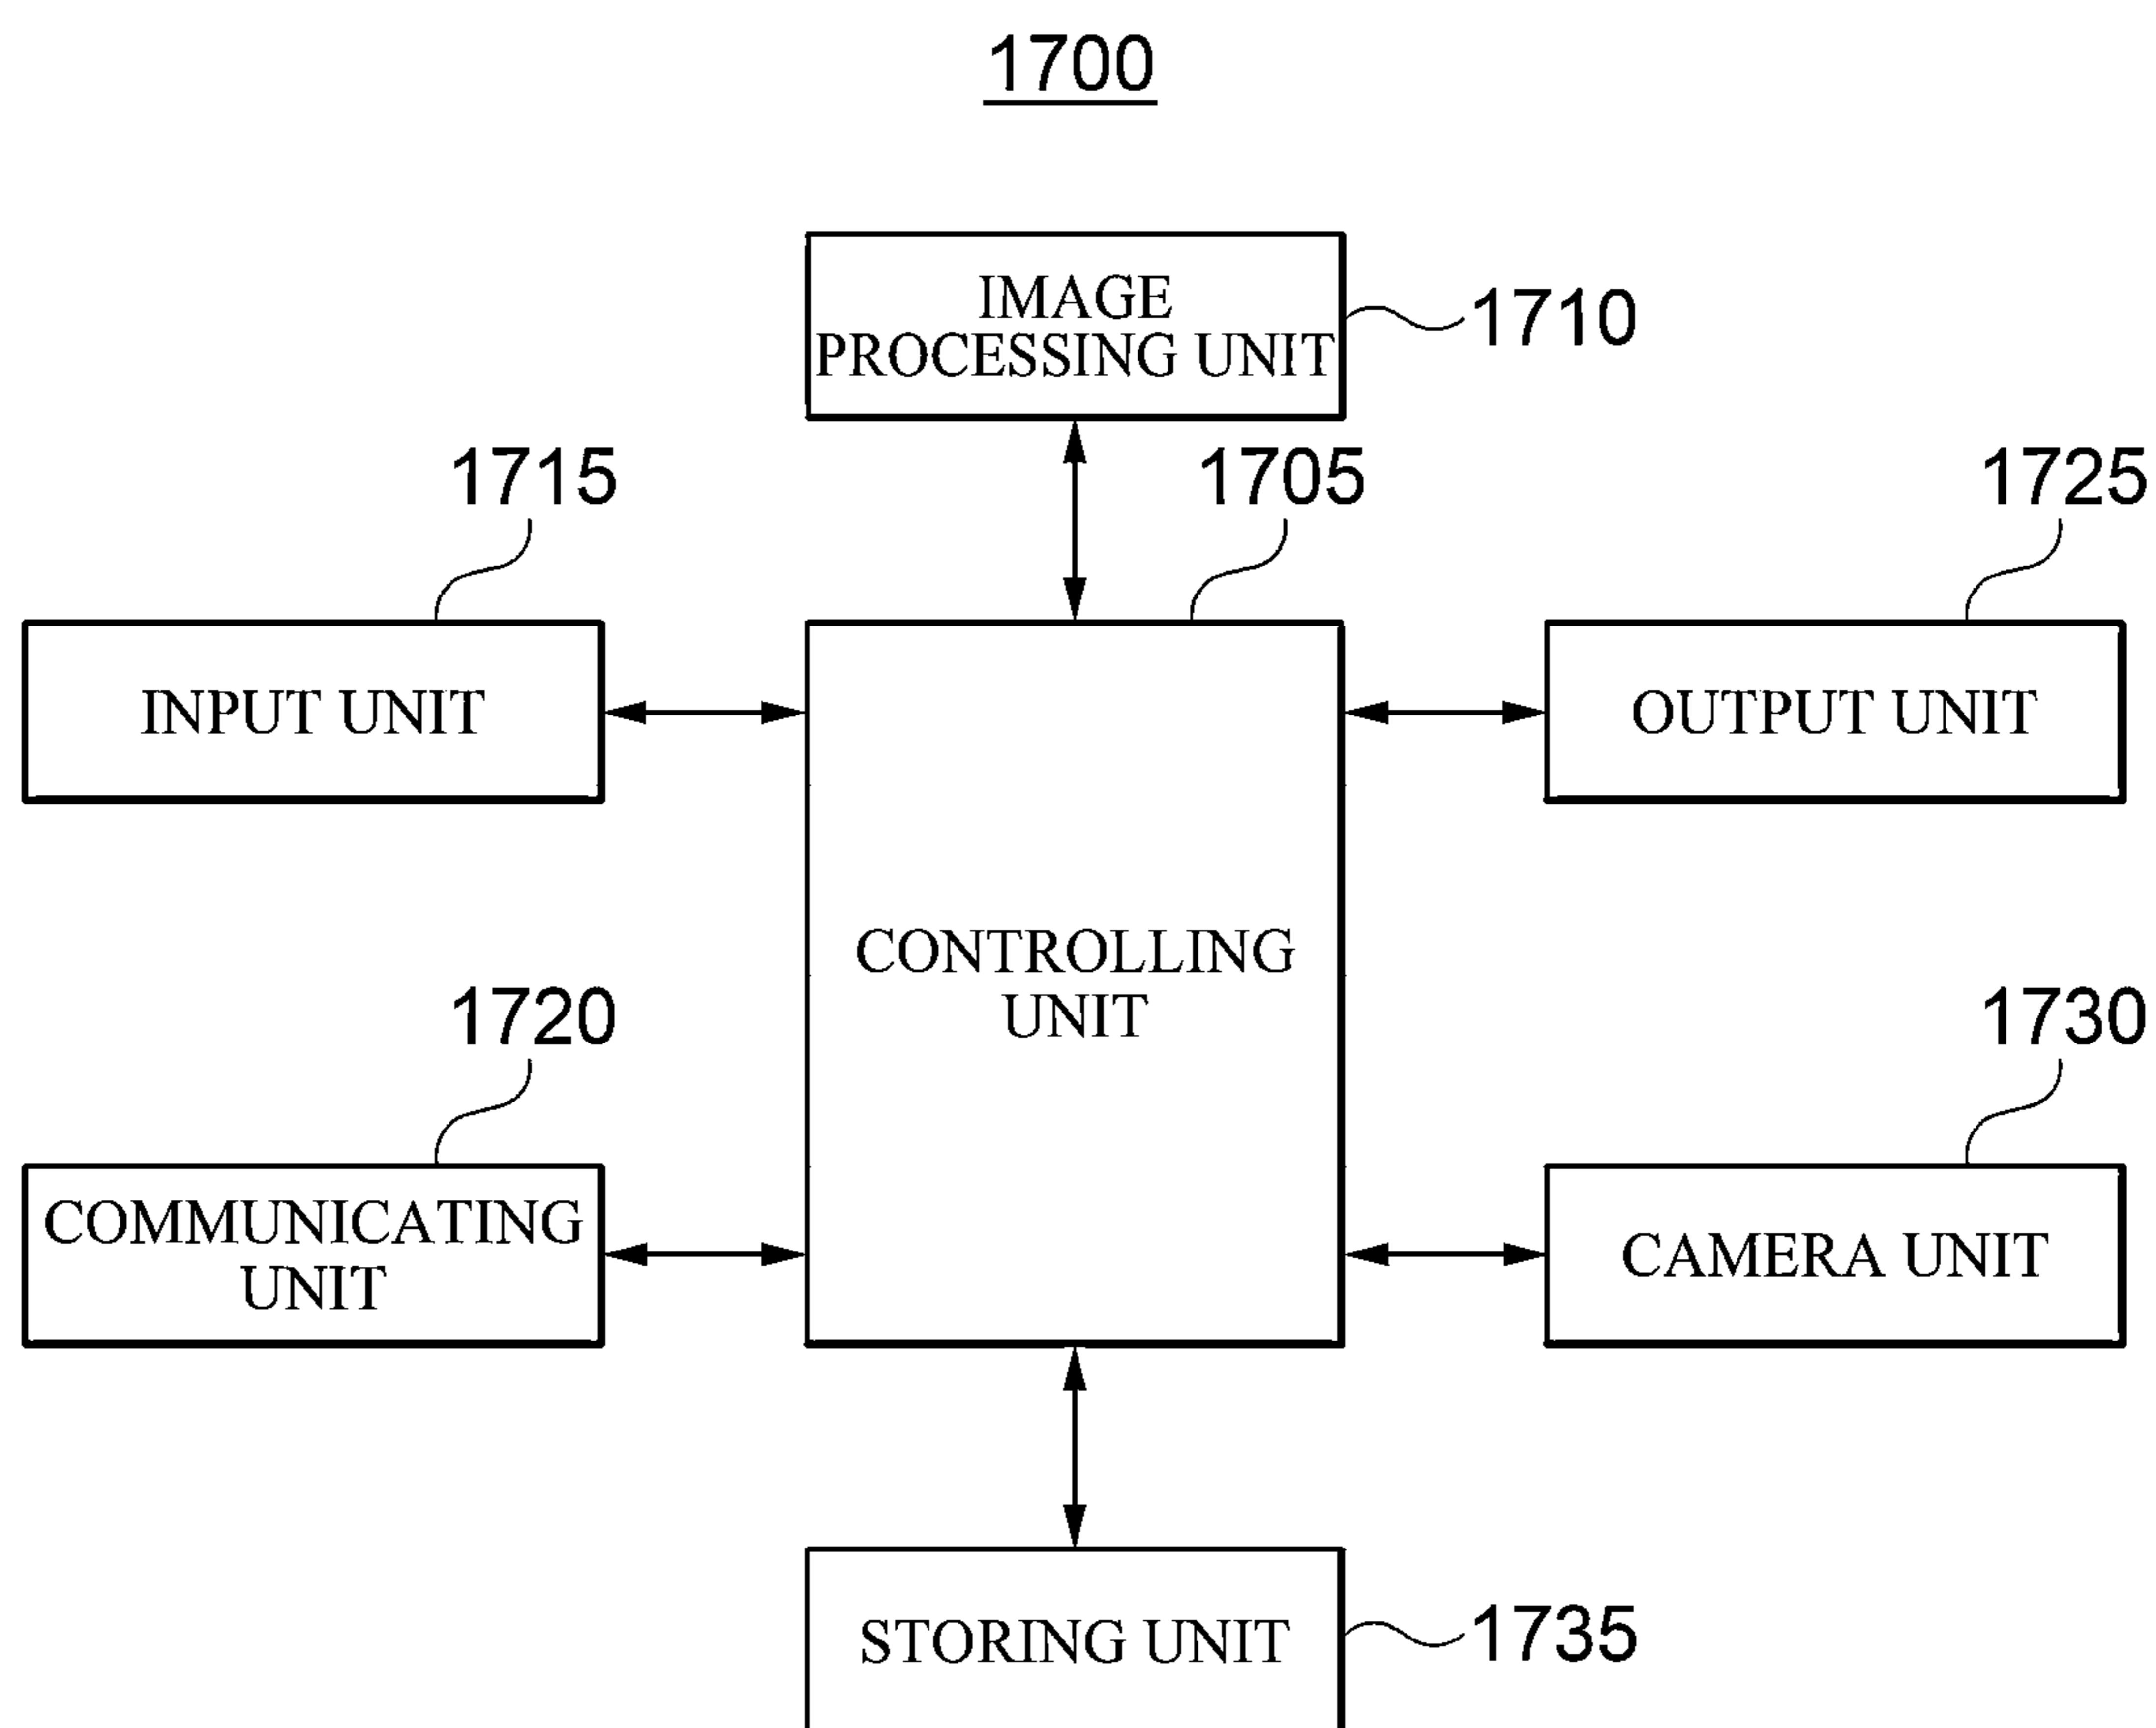 1700
IMAGE
PROCESSING UNIT
1710
1715
1705
1725
INPUT UNIT
OUTPUT UNIT
CONTROLLING
UNIT
1720
1730
COMMUNICATING
UNIT
CAMERA UNIT
STORING UNIT
1735